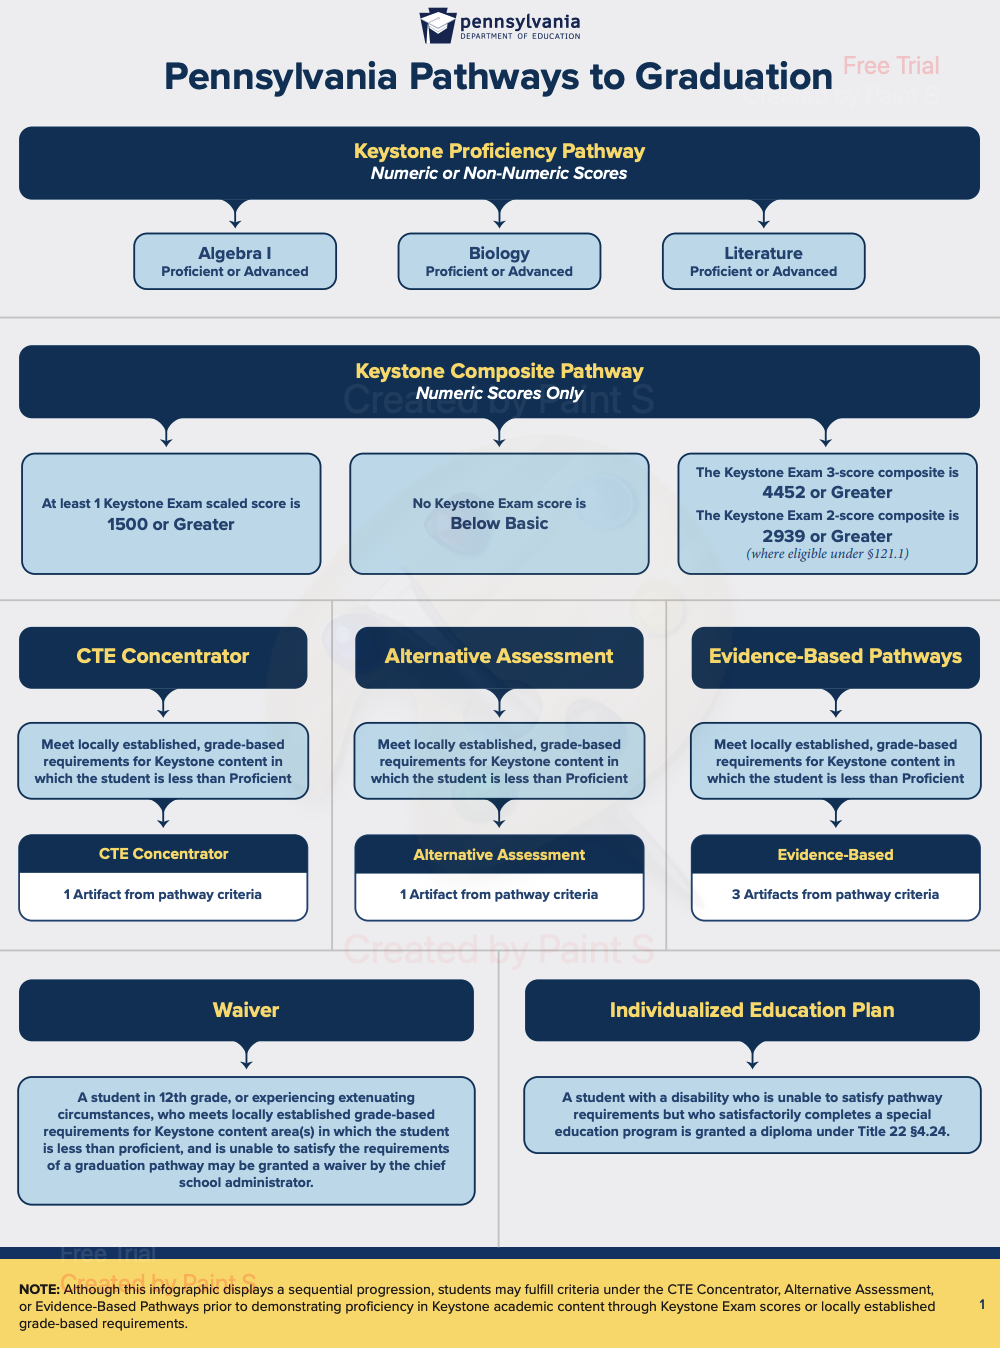 pennsylvania
DEPARTMENT OF EDUCATION
Pennsylvania Pathways to Graduation
Free Trial
Created by Paint S
Keystone Proficiency Pathway
Numeric or Non-Numeric Scores
Algebra I
Proficient or Advanced
Biology
Proficient or Advanced
Literature
Proficient or Advanced
Keystone Composite Pathway
Numeric Scores Only
Created by Paint S
At least 1 Keystone Exam scaled score is
1500 or Greater
No Keystone Exam score is
Below Basic
The Keystone Exam 3-score composite is
4452 or Greater
The Keystone Exam 2-score composite is
2939 or Greater
(where eligible under §121.1)
CTE Concentrator
Meet locally established, grade-based
requirements for Keystone content in
which the student is less than Proficient
CTE Concentrator
1 Artifact from pathway criteria
Alternative Assessment
Meet locally established, grade-based
requirements for Keystone content in
which the student is less than Proficient
Alternative Assessment
1 Artifact from pathway criteria
Evidence-Based Pathways
Meet locally established, grade-based
requirements for Keystone content in
which the student is less than Proficient
Evidence-Based
3 Artifacts from pathway criteria
Created by Paint S
Waiver
A student in 12th grade, or experiencing extenuating
circumstances, who meets locally established grade-based
requirements for Keystone content area(s) in which the student
is less than proficient, and is unable to satisfy the requirements
of a graduation pathway may be granted a waiver by the chief
school administrator.
Individualized Education Plan
A student with a disability who is unable to satisfy pathway
requirements but who satisfactorily completes a special
education program is granted a diploma under Title 22 §4.24.
Free Trial
Created by Paint S
NOTE: Although this infographic displays a sequential progression, students may fulfill criteria under the CTE Concentrator, Alternative Assessment,
or Evidence-Based Pathways prior to demonstrating proficiency in Keystone academic content through Keystone Exam scores or locally established
grade-based requirements.
1